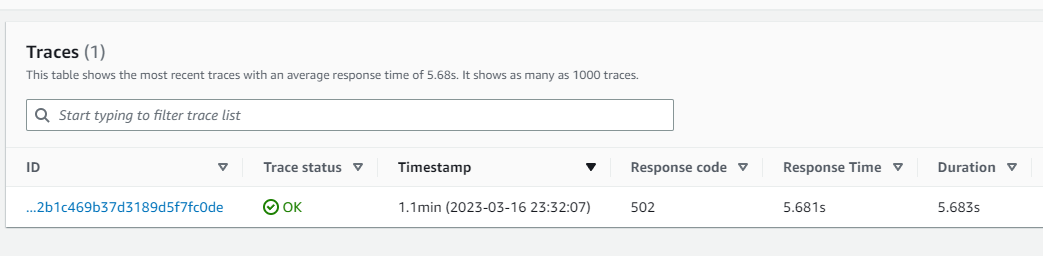 Traces (1)
This table shows the most recent traces with an average response time of 5.68s. It shows as many as 1000 traces.
Start typing to filter trace list
ID Trace status Timestamp Response code Response Time Duration
...2b1c469b37d3189d5f7fc0de OK 1.1min (2023-03-16 23:32:07) 502 5.681s 5.683s